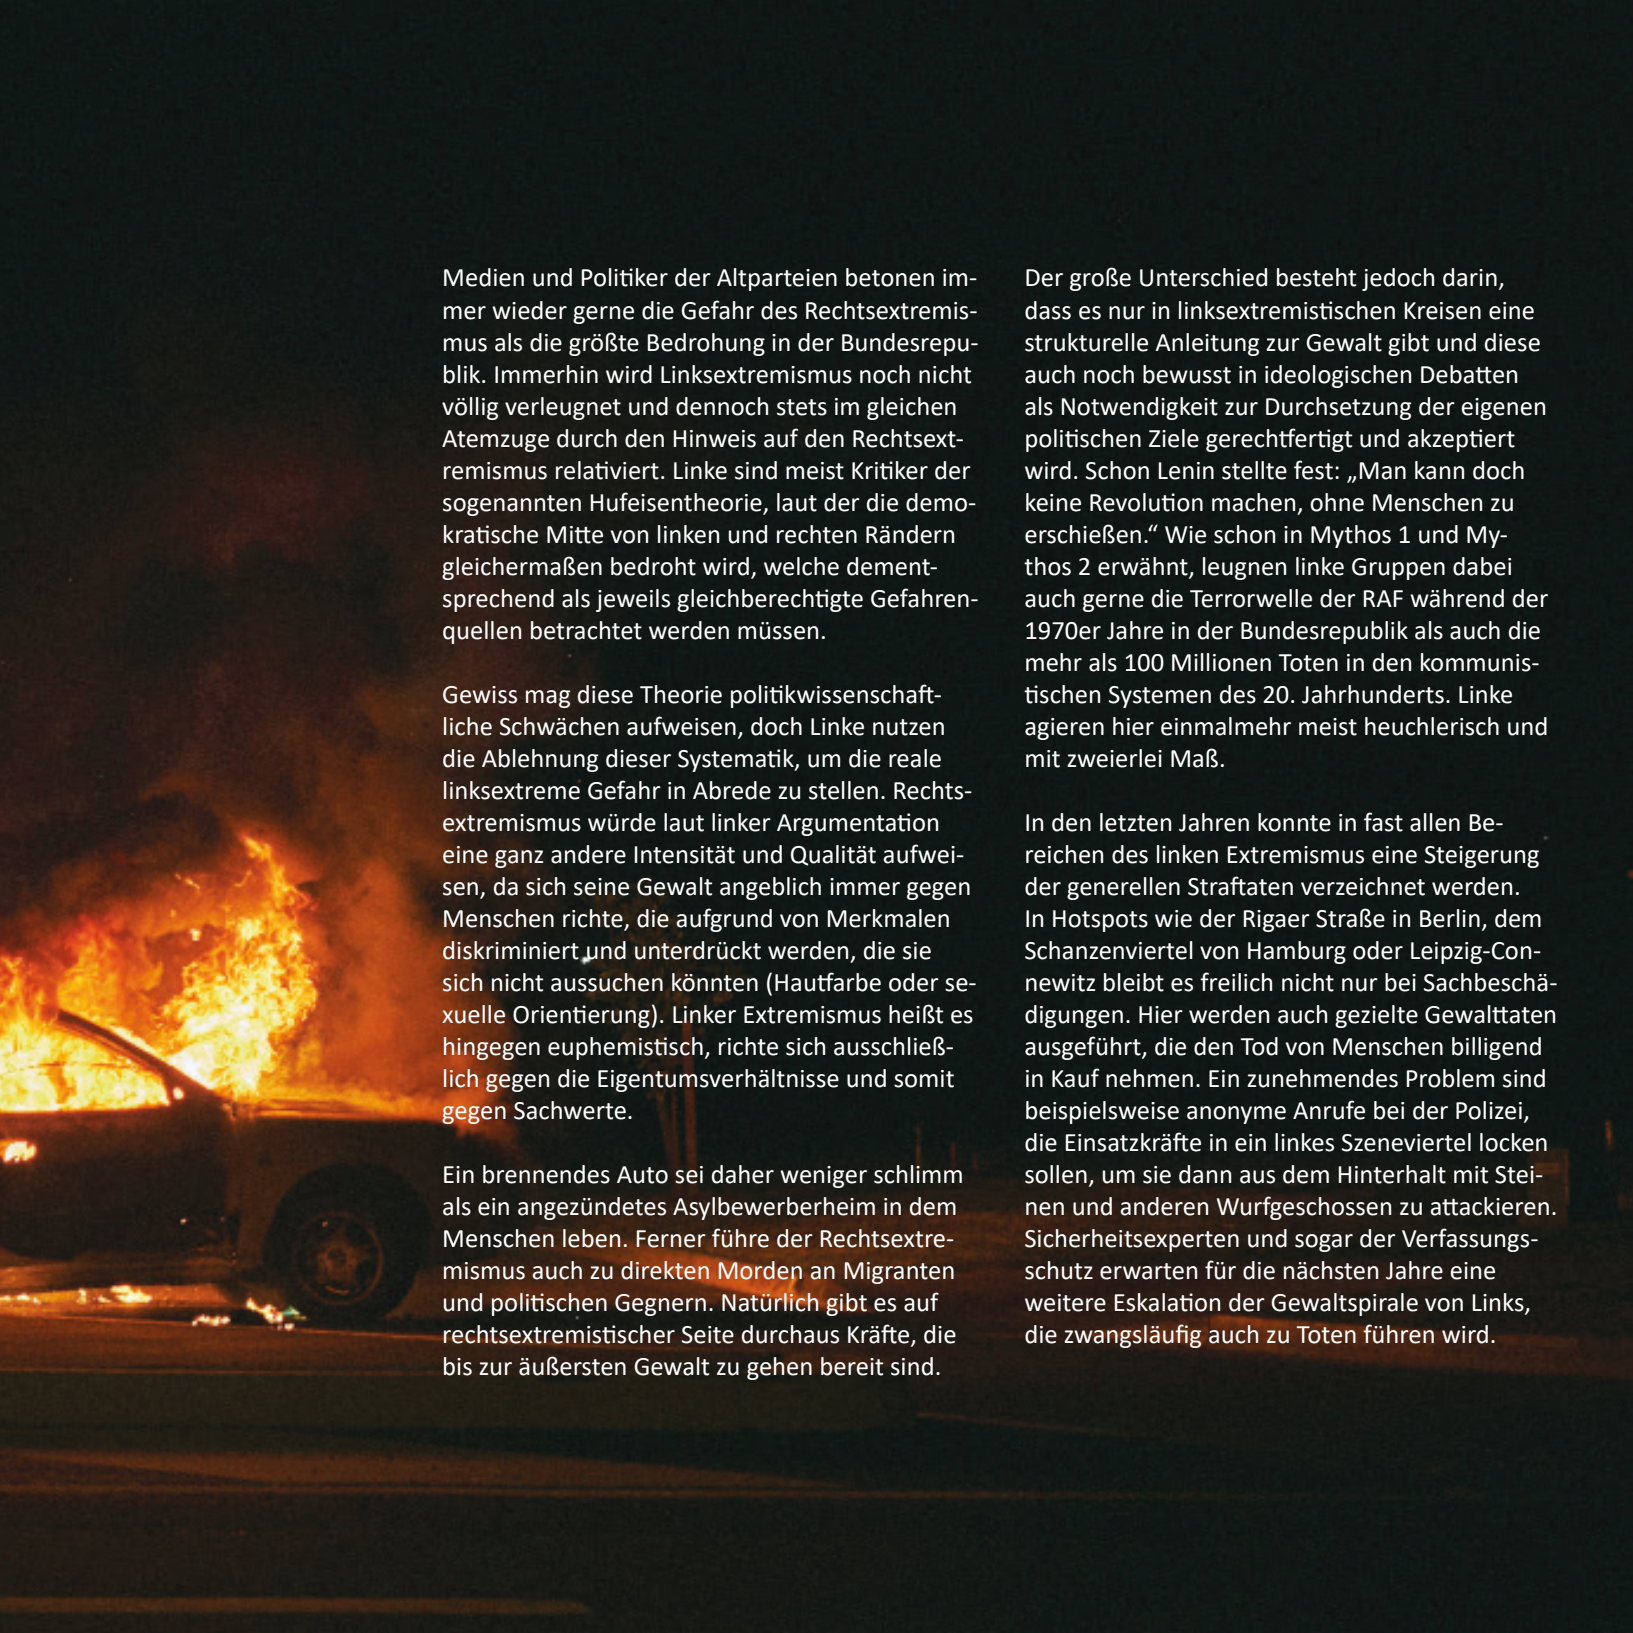 Medien und Politiker der Altparteien betonen im-
mer wieder gerne die Gefahr des Rechtsextremis-
mus als die größte Bedrohung in der Bundesrepu-
blik. Immerhin wird Linksextremismus noch nicht
völlig verleugnet und dennoch stets im gleichen
Atemzuge durch den Hinweis auf den Rechtsext-
remismus relativiert. Linke sind meist Kritiker der
sogenannten Hufeisentheorie, laut der die demo-
kratische Mitte von linken und rechten Rändern
gleichermaßen bedroht wird, welche dement-
sprechend als jeweils gleichberechtigte Gefahren-
quellen betrachtet werden müssen.
Gewiss mag diese Theorie politikwissenschaft-
liche Schwächen aufweisen, doch Linke nutzen
die Ablehnung dieser Systematik, um die reale
linksextreme Gefahr in Abrede zu stellen. Rechts-
extremismus würde laut linker Argumentation
eine ganz andere Intensität und Qualität aufwei-
sen, da sich seine Gewalt angeblich immer gegen
Menschen richte, die aufgrund von Merkmalen
diskriminiert und unterdrückt werden, die sie
sich nicht aussuchen könnten (Hautfarbe oder se-
xuelle Orientierung). Linker Extremismus heißt es
hingegen euphemistisch, richte sich ausschließ-
lich gegen die Eigentumsverhältnisse und somit
gegen Sachwerte.
Ein brennendes Auto sei daher weniger schlimm
als ein angezündetes Asylbewerberheim in dem
Menschen leben. Ferner führe der Rechtsextre-
mismus auch zu direkten Morden an Migranten
und politischen Gegnern. Natürlich gibt es auf
rechtsextremistischer Seite durchaus Kräfte, die
bis zur äußersten Gewalt zu gehen bereit sind.
Der große Unterschied besteht jedoch darin,
dass es nur in linksextremistischen Kreisen eine
strukturelle Anleitung zur Gewalt gibt und diese
auch noch bewusst in ideologischen Debatten
als Notwendigkeit zur Durchsetzung der eigenen
politischen Ziele gerechtfertigt und akzeptiert
wird. Schon Lenin stellte fest: „Man kann doch
keine Revolution machen, ohne Menschen zu
erschießen.“ Wie schon in Mythos 1 und My-
thos 2 erwähnt, leugnen linke Gruppen dabei
auch gerne die Terrorwelle der RAF während der
1970er Jahre in der Bundesrepublik als auch die
mehr als 100 Millionen Toten in den kommunis-
tischen Systemen des 20. Jahrhunderts. Linke
agieren hier einmalmehr meist heuchlerisch und
mit zweierlei Maß.
In den letzten Jahren konnte in fast allen Be-
reichen des linken Extremismus eine Steigerung
der generellen Straftaten verzeichnet werden.
In Hotspots wie der Rigaer Straße in Berlin, dem
Schanzenviertel von Hamburg oder Leipzig-Con-
newitz bleibt es freilich nicht nur bei Sachbeschä-
digungen. Hier werden auch gezielte Gewalttaten
ausgeführt, die den Tod von Menschen billigend
in Kauf nehmen. Ein zunehmendes Problem sind
beispielsweise anonyme Anrufe bei der Polizei,
die Einsatzkräfte in ein linkes Szeneviertel locken
sollen, um sie dann aus dem Hinterhalt mit Stei-
nen und anderen Wurfgeschossen zu attackieren.
Sicherheitsexperten und sogar der Verfassungs-
schutz erwarten für die nächsten Jahre eine
weitere Eskalation der Gewaltspirale von Links,
die zwangsläufig auch zu Toten führen wird.